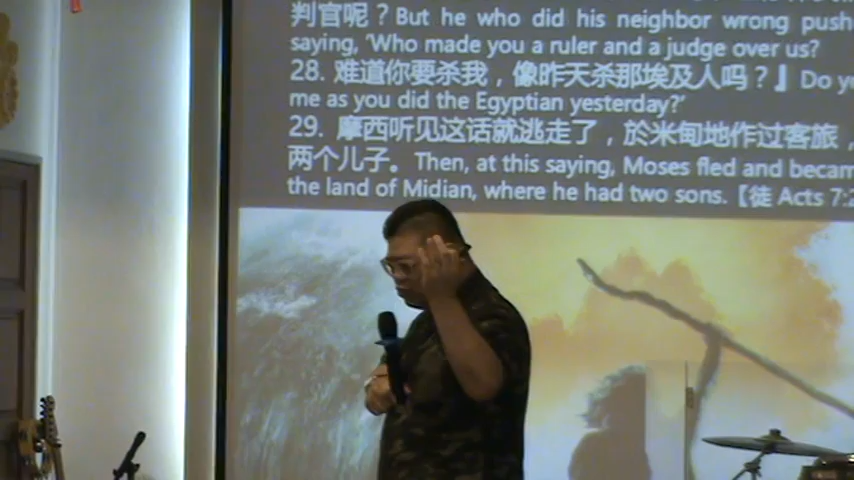 判官呢？But he who did his neighbor wrong push
saying, ‘Who made you a ruler and a judge over us?
28. 难道你要杀我，像昨天杀那埃及人吗？』Do yo
me as you did the Egyptian yesterday?’
29. 摩西听见这话就逃走了，於米甸地作过客旅，
两个儿子。Then, at this saying, Moses fled and becam
the land of Midian, where he had two sons.【徒 Acts 7:2